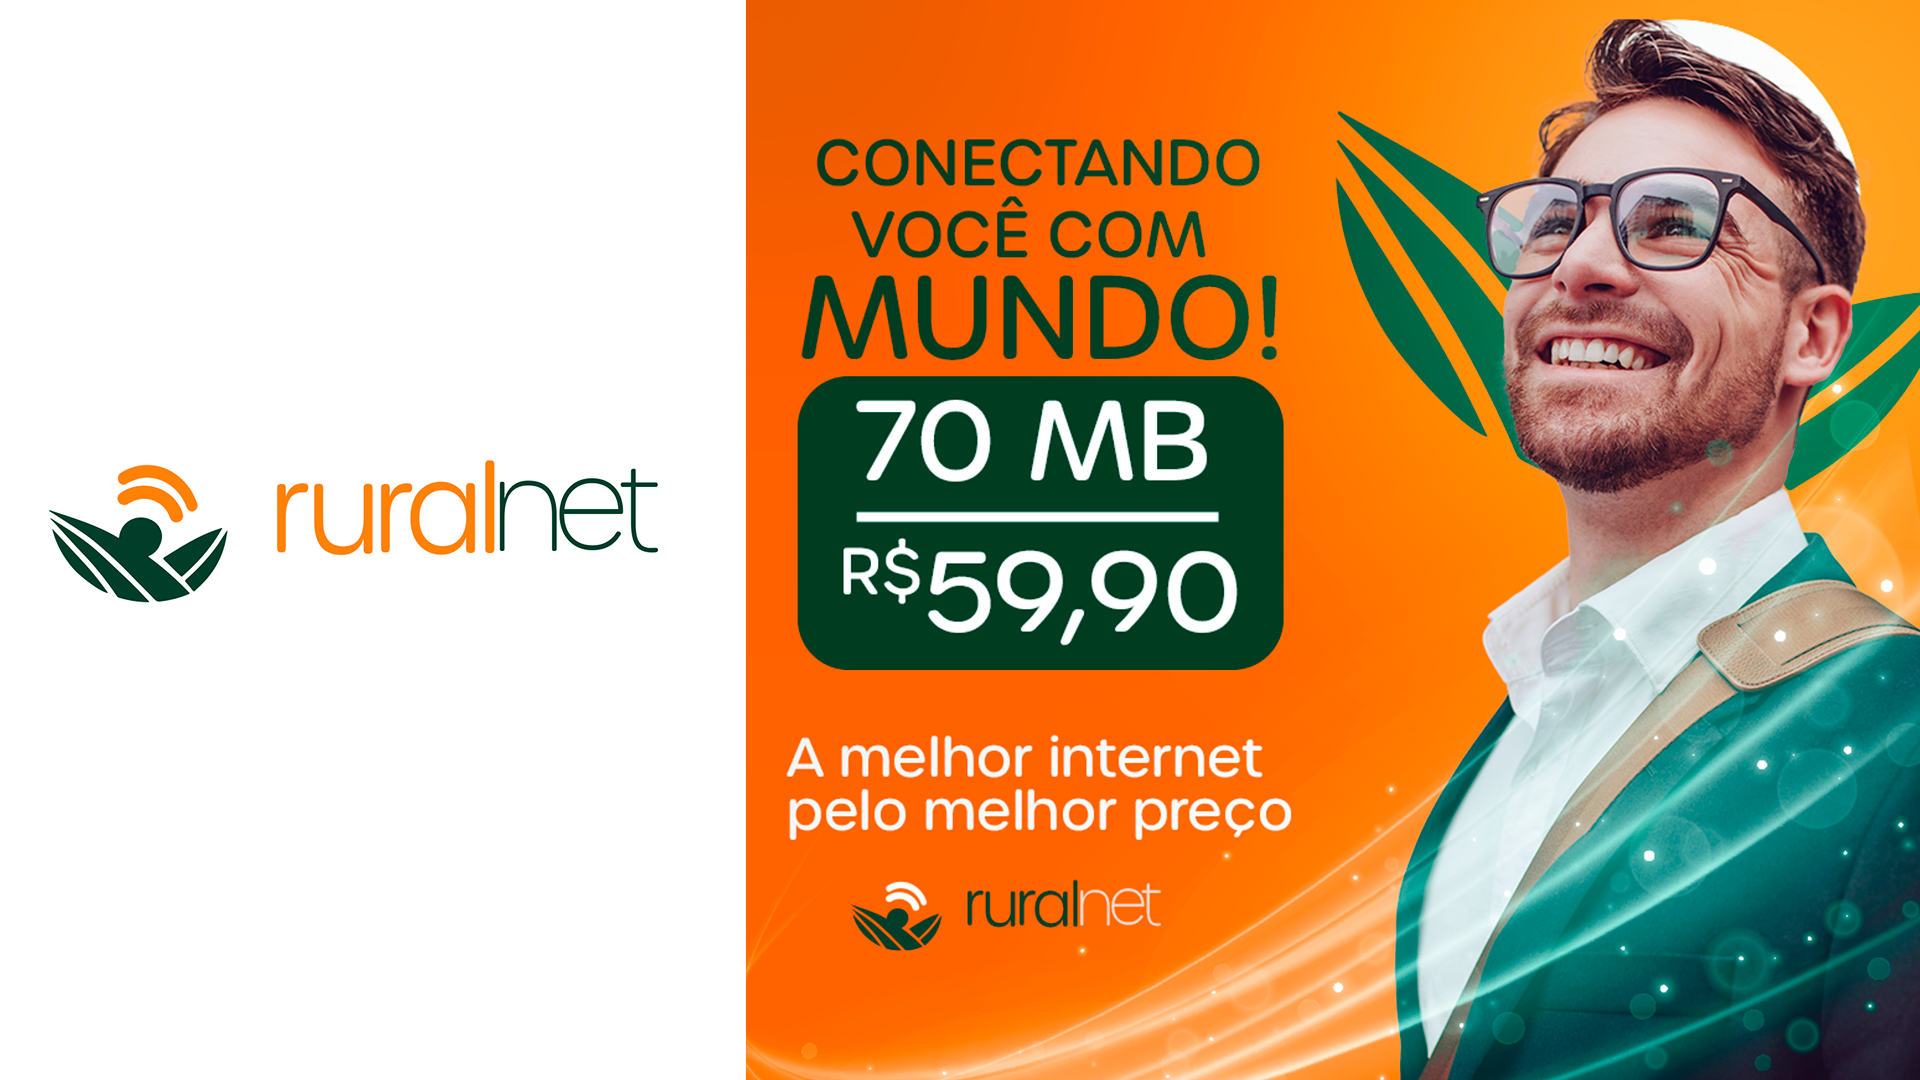 ruralnet
CONECTANDO
VOCÊ COM
MUNDO!
70 MB
R$59,90
A melhor internet
pelo melhor preço
ruralnet